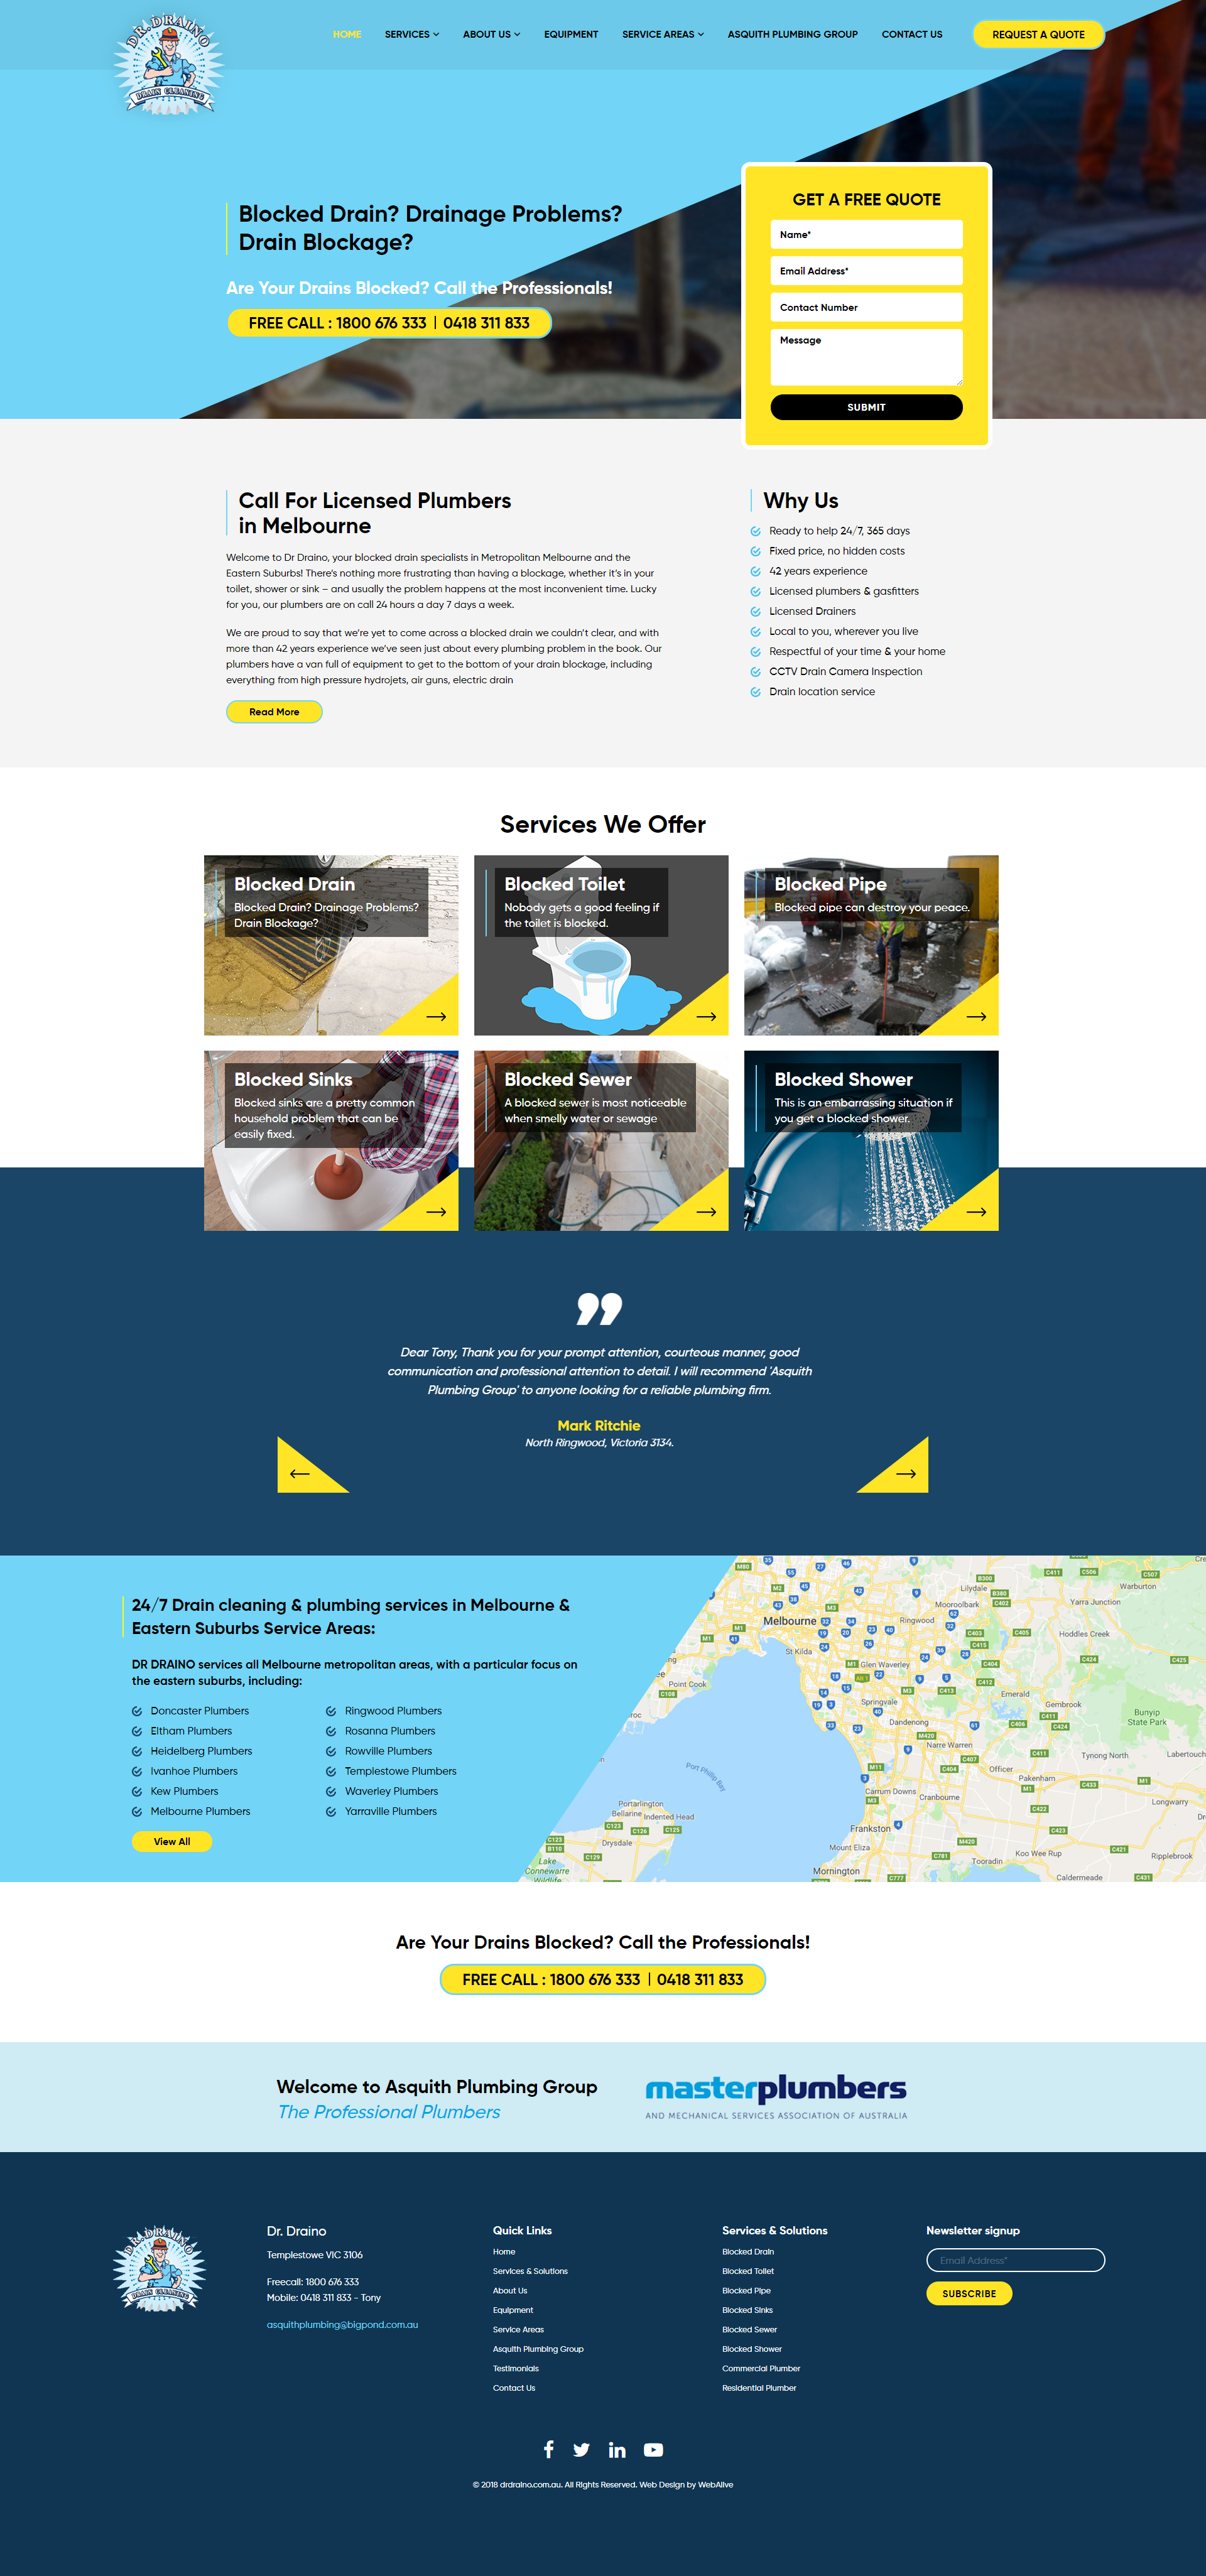 DR. DRAINO
DRAIN CLEANING
HOME
SERVICES
ABOUT US
EQUIPMENT
SERVICE AREAS
ASQUITH PLUMBING GROUP
CONTACT US
REQUEST A QUOTE
Blocked Drain? Drainage Problems?
Drain Blockage?
Are Your Drains Blocked? Call the Professionals!
FREE CALL : 1800 676 333 | 0418 311 833
GET A FREE QUOTE
Name*
Email Address*
Contact Number
Message
SUBMIT
Call For Licensed Plumbers
in Melbourne
Welcome to Dr Draino, your blocked drain specialists in Metropolitan Melbourne and the
Eastern Suburbs! There's nothing more frustrating than having a blockage, whether it's in your
toilet, shower or sink – and usually the problem happens at the most inconvenient time. Lucky
for you, our plumbers are on call 24 hours a day 7 days a week.
We are proud to say that we're yet to come across a blocked drain we couldn't clear, and with
more than 42 years experience we've seen just about every plumbing problem in the book. Our
plumbers have a van full of equipment to get to the bottom of your drain blockage, including
everything from high pressure hydrojets, air guns, electric drain
Read More
Why Us
Ready to help 24/7, 365 days
Fixed price, no hidden costs
42 years experience
Licensed plumbers & gasfitters
Licensed Drainers
Local to you, wherever you live
Respectful of your time & your home
CCTV Drain Camera Inspection
Drain location service
Services We Offer
Blocked Drain
Blocked Drain? Drainage Problems?
Drain Blockage?
Blocked Toilet
Nobody gets a good feeling if
the toilet is blocked.
Blocked Pipe
Blocked pipe can destroy your peace.
Blocked Sinks
Blocked sinks are a pretty common
household problem that can be
easily fixed.
Blocked Sewer
A blocked sewer is most noticeable
when smelly water or sewage
Blocked Shower
This is an embarrassing situation if
you get a blocked shower.
Dear Tony, Thank you for your prompt attention, courteous manner, good
communication and professional attention to detail. I will recommend 'Asquith
Plumbing Group' to anyone looking for a reliable plumbing firm.
Mark Ritchie
North Ringwood, Victoria 3134.
24/7 Drain cleaning & plumbing services in Melbourne &
Eastern Suburbs Service Areas:
DR DRAINO services all Melbourne metropolitan areas, with a particular focus on
the eastern suburbs, including:
Doncaster Plumbers
Eltham Plumbers
Heidelberg Plumbers
Ivanhoe Plumbers
Kew Plumbers
Melbourne Plumbers
Ringwood Plumbers
Rosanna Plumbers
Rowville Plumbers
Templestowe Plumbers
Waverley Plumbers
Yarraville Plumbers
View All
Lilydale
Warburton
Mooroolbark
Yarra Junction
Melbourne
Ringwood
Hoddles Creek
St Kilda
Glen Waverley
Point Cook
Emerald
Springvale
Gembrook
Dandenong
Bunyip
State Park
Narre Warren
Tynong North
Labertouch
Officer
Port Phillip Bay
Pakenham
Carrum Downs
Cranbourne
Longwarry
Portarlington
Bellarine
Indented Head
Frankston
Drysdale
Mount Eliza
Koo Wee Rup
Ripplebrook
Tooradin
Lake
Connewarre
Wildlife
Mornington
Caldermeade
Are Your Drains Blocked? Call the Professionals!
FREE CALL : 1800 676 333 | 0418 311 833
Welcome to Asquith Plumbing Group
The Professional Plumbers
masterplumbers
AND MECHANICAL SERVICES ASSOCIATION OF AUSTRALIA
DR. DRAINO
DRAIN CLEANING
Dr. Draino
Templestowe VIC 3106
Freecall: 1800 676 333
Mobile: 0418 311 833 - Tony
asquithplumbing@bigpond.com.au
Quick Links
Home
Services & Solutions
About Us
Equipment
Service Areas
Asquith Plumbing Group
Testimonials
Contact Us
Services & Solutions
Blocked Drain
Blocked Toilet
Blocked Pipe
Blocked Sinks
Blocked Sewer
Blocked Shower
Commercial Plumber
Residential Plumber
Newsletter signup
Email Address*
SUBSCRIBE
© 2018 drdraino.com.au. All Rights Reserved. Web Design by WebAlive